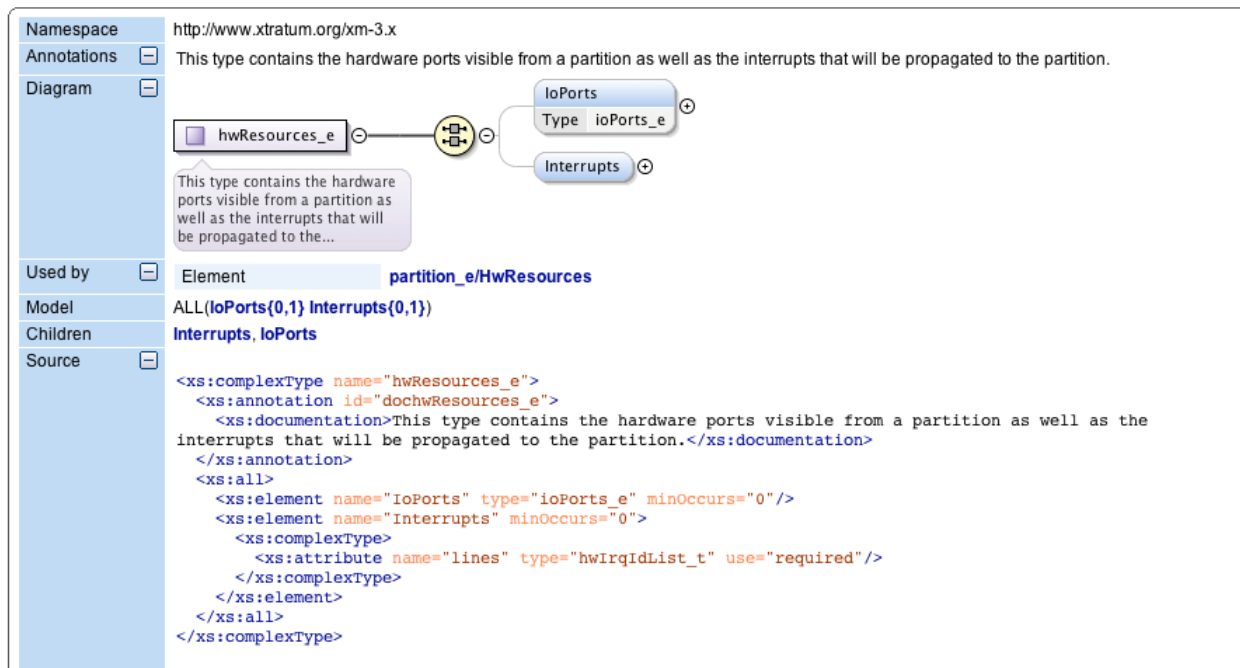 Namespace http://www.xtratum.org/xm-3.x
Annotations This type contains the hardware ports visible from a partition as well as the interrupts that will be propagated to the partition.
Diagram
IoPorts
Type ioPorts_e
hwResources_e
Interrupts
This type contains the hardware
ports visible from a partition as
well as the interrupts that will
be propagated to the...
Used by Element partition_e/HwResources
Model ALL(IoPorts{0,1} Interrupts{0,1})
Children Interrupts, IoPorts
Source
<xs:complexType name="hwResources_e">
<xs:annotation id="dochwResources_e">
<xs:documentation>This type contains the hardware ports visible from a partition as well as the
interrupts that will be propagated to the partition.</xs:documentation>
</xs:annotation>
<xs:all>
<xs:element name="IoPorts" type="ioPorts_e" minOccurs="0"/>
<xs:element name="Interrupts" minOccurs="0">
<xs:complexType>
<xs:attribute name="lines" type="hwIrqIdList_t" use="required"/>
</xs:complexType>
</xs:element>
</xs:all>
</xs:complexType>